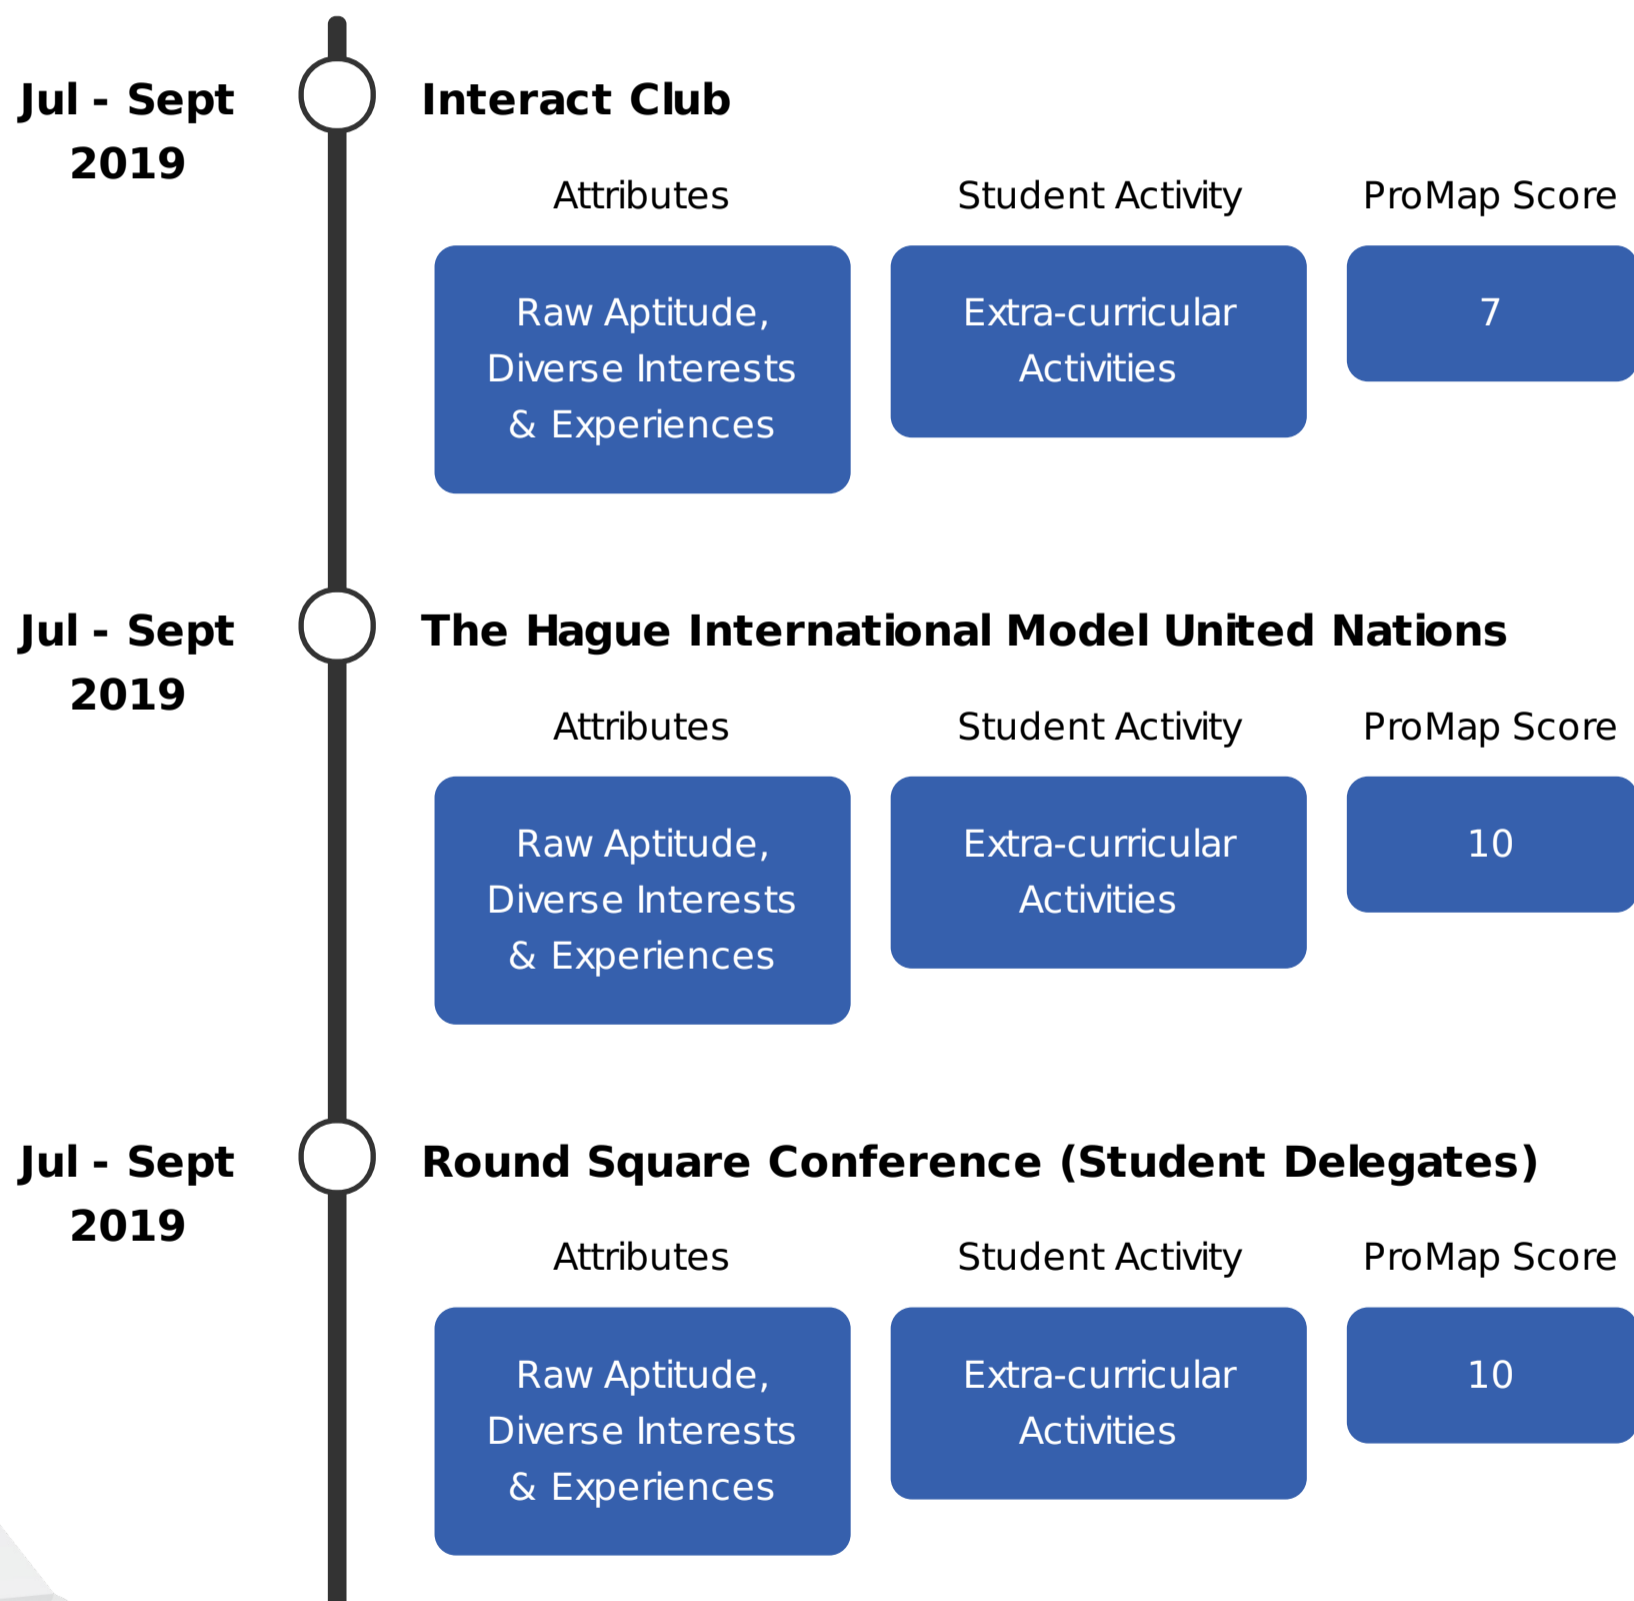 Jul - Sept
2019
Interact Club
Attributes
Student Activity
ProMap Score
Raw Aptitude,
Diverse Interests
& Experiences
Extra-curricular
Activities
7
Jul - Sept
2019
The Hague International Model United Nations
Attributes
Student Activity
ProMap Score
Raw Aptitude,
Diverse Interests
& Experiences
Extra-curricular
Activities
10
Jul - Sept
2019
Round Square Conference (Student Delegates)
Attributes
Student Activity
ProMap Score
Raw Aptitude,
Diverse Interests
& Experiences
Extra-curricular
Activities
10